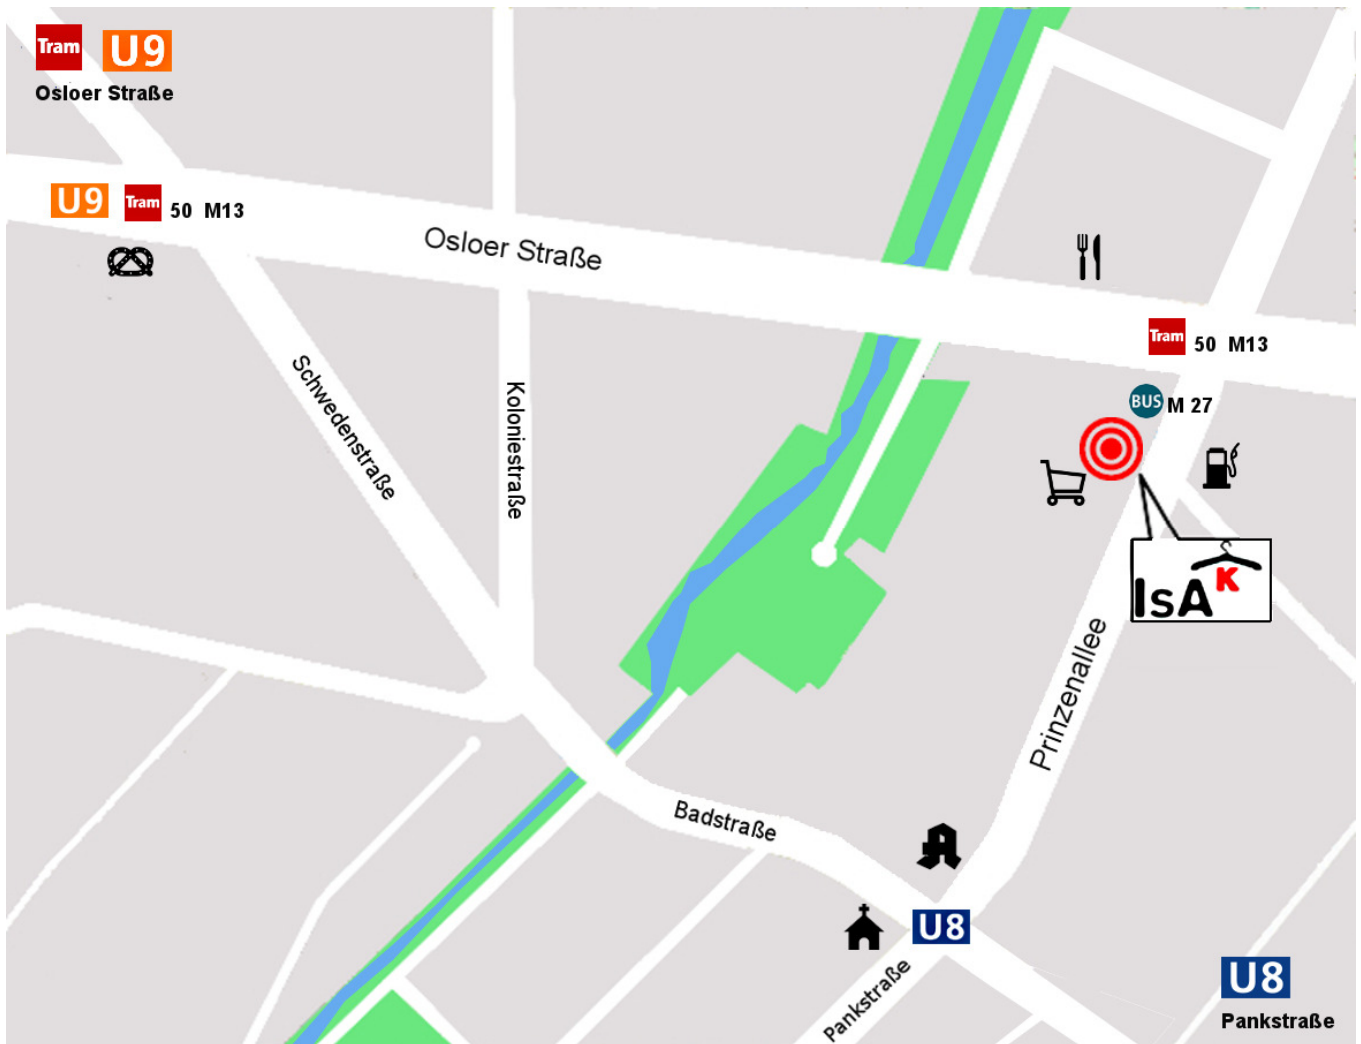 Tram U9
Osloer Straße
U9 Tram 50 M13
Osloer Straße
Tram 50 M13
BUS M 27
Schwedenstraße
Koloniestraße
IsAK
Prinzenallee
Badstraße
U8
Pankstraße
U8
Pankstraße